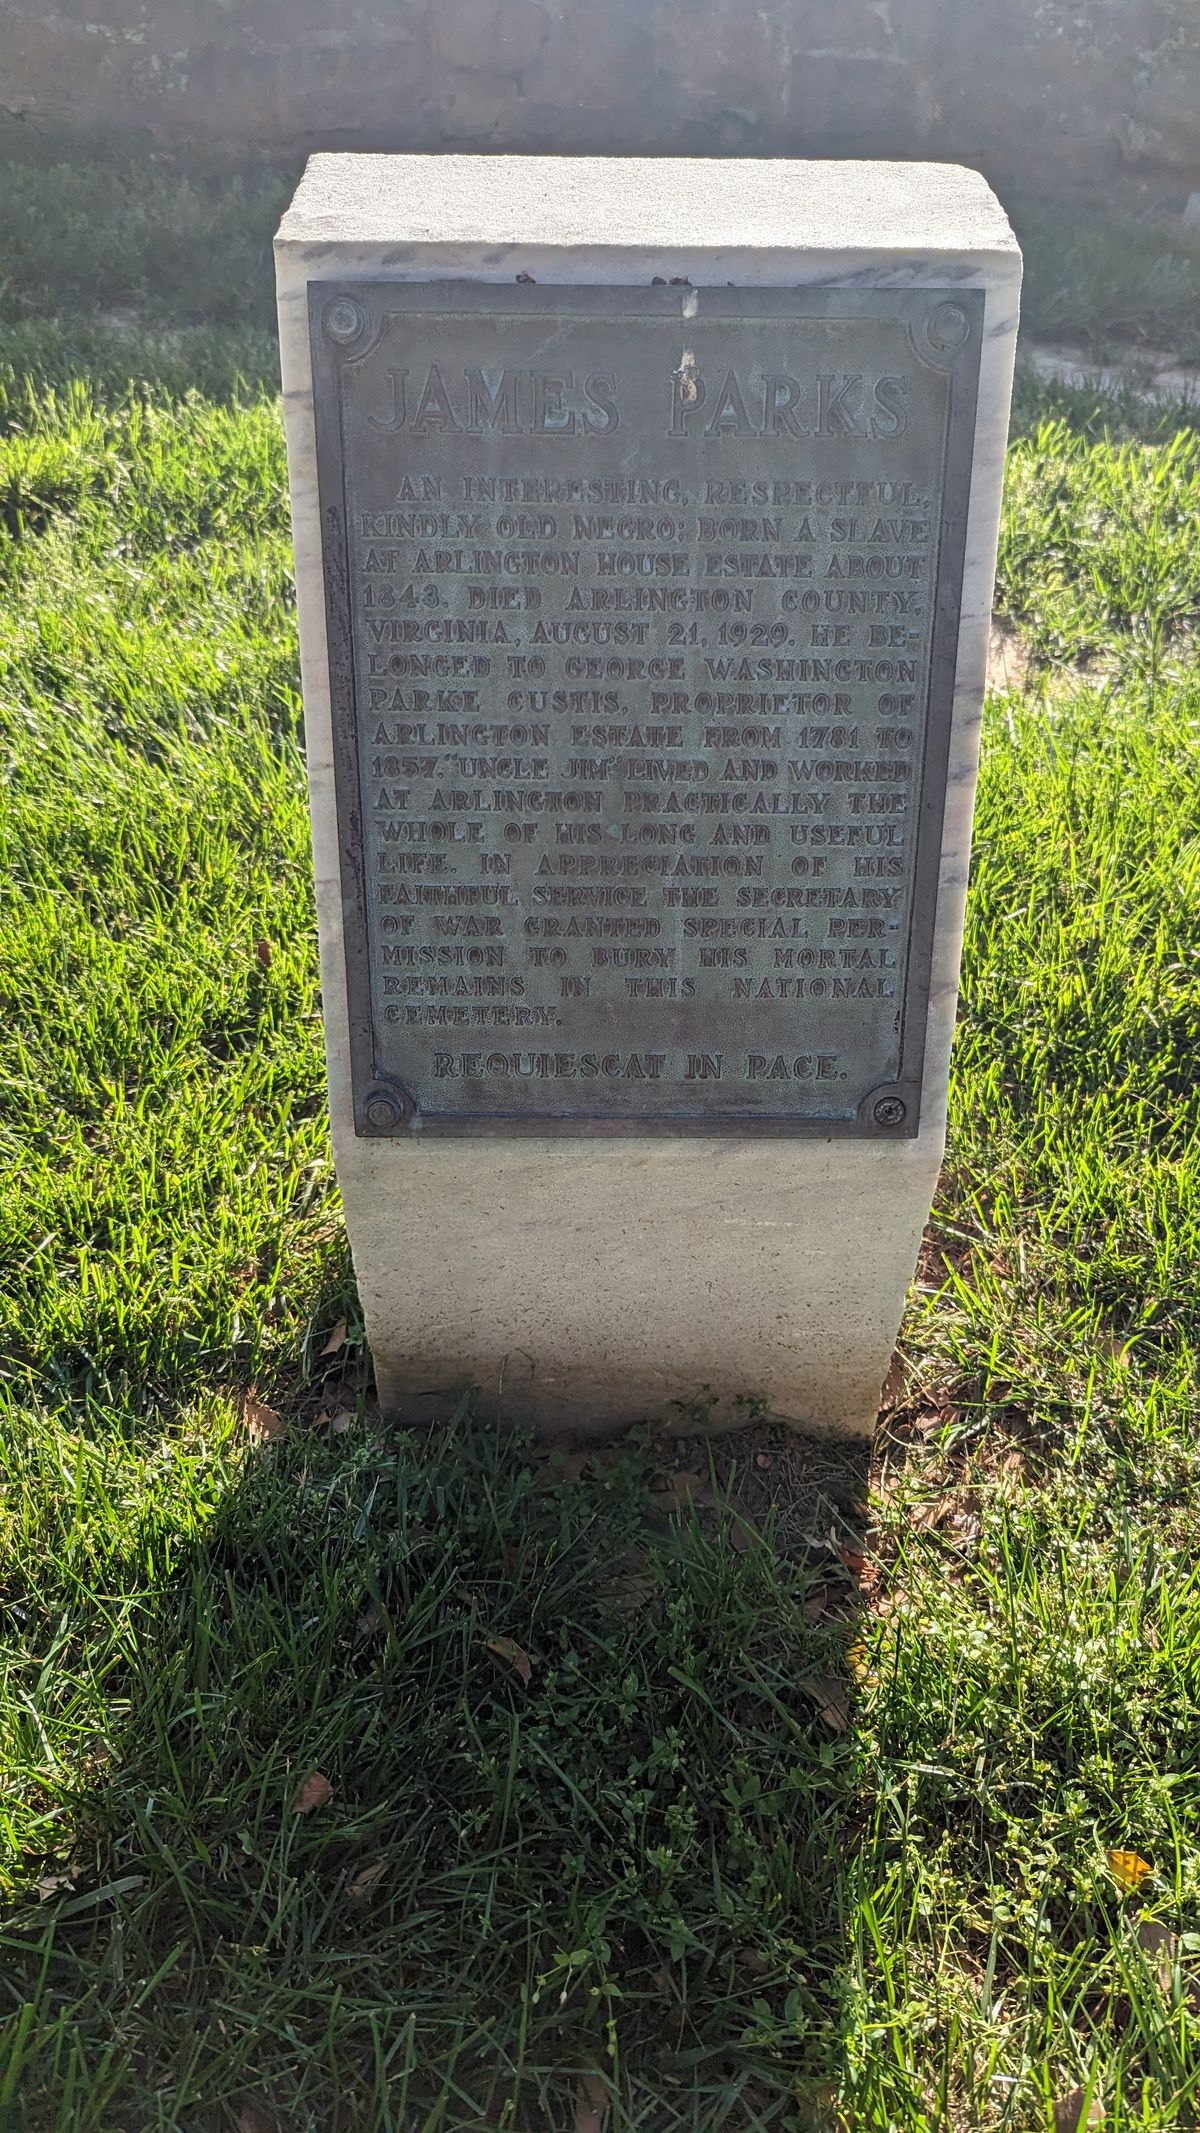 JAMES PARKS
AN INTERESTING, RESPECTFUL,
KINDLY OLD NEGRO; BORN A SLAVE
AT ARLINGTON HOUSE ESTATE ABOUT
1843. DIED ARLINGTON COUNTY,
VIRGINIA, AUGUST 21, 1929. HE BE-
LONGED TO GEORGE WASHINGTON
PARKE CUSTIS, PROPRIETOR OF
ARLINGTON ESTATE FROM 1781 TO
1857. "UNCLE JIM" LIVED AND WORKED
AT ARLINGTON PRACTICALLY THE
WHOLE OF HIS LONG AND USEFUL
LIFE. IN APPRECIATION OF HIS
FAITHFUL SERVICE THE SECRETARY
OF WAR GRANTED SPECIAL PER-
MISSION TO BURY HIS MORTAL
REMAINS IN THIS NATIONAL
CEMETERY.
REQUIESCAT IN PACE.